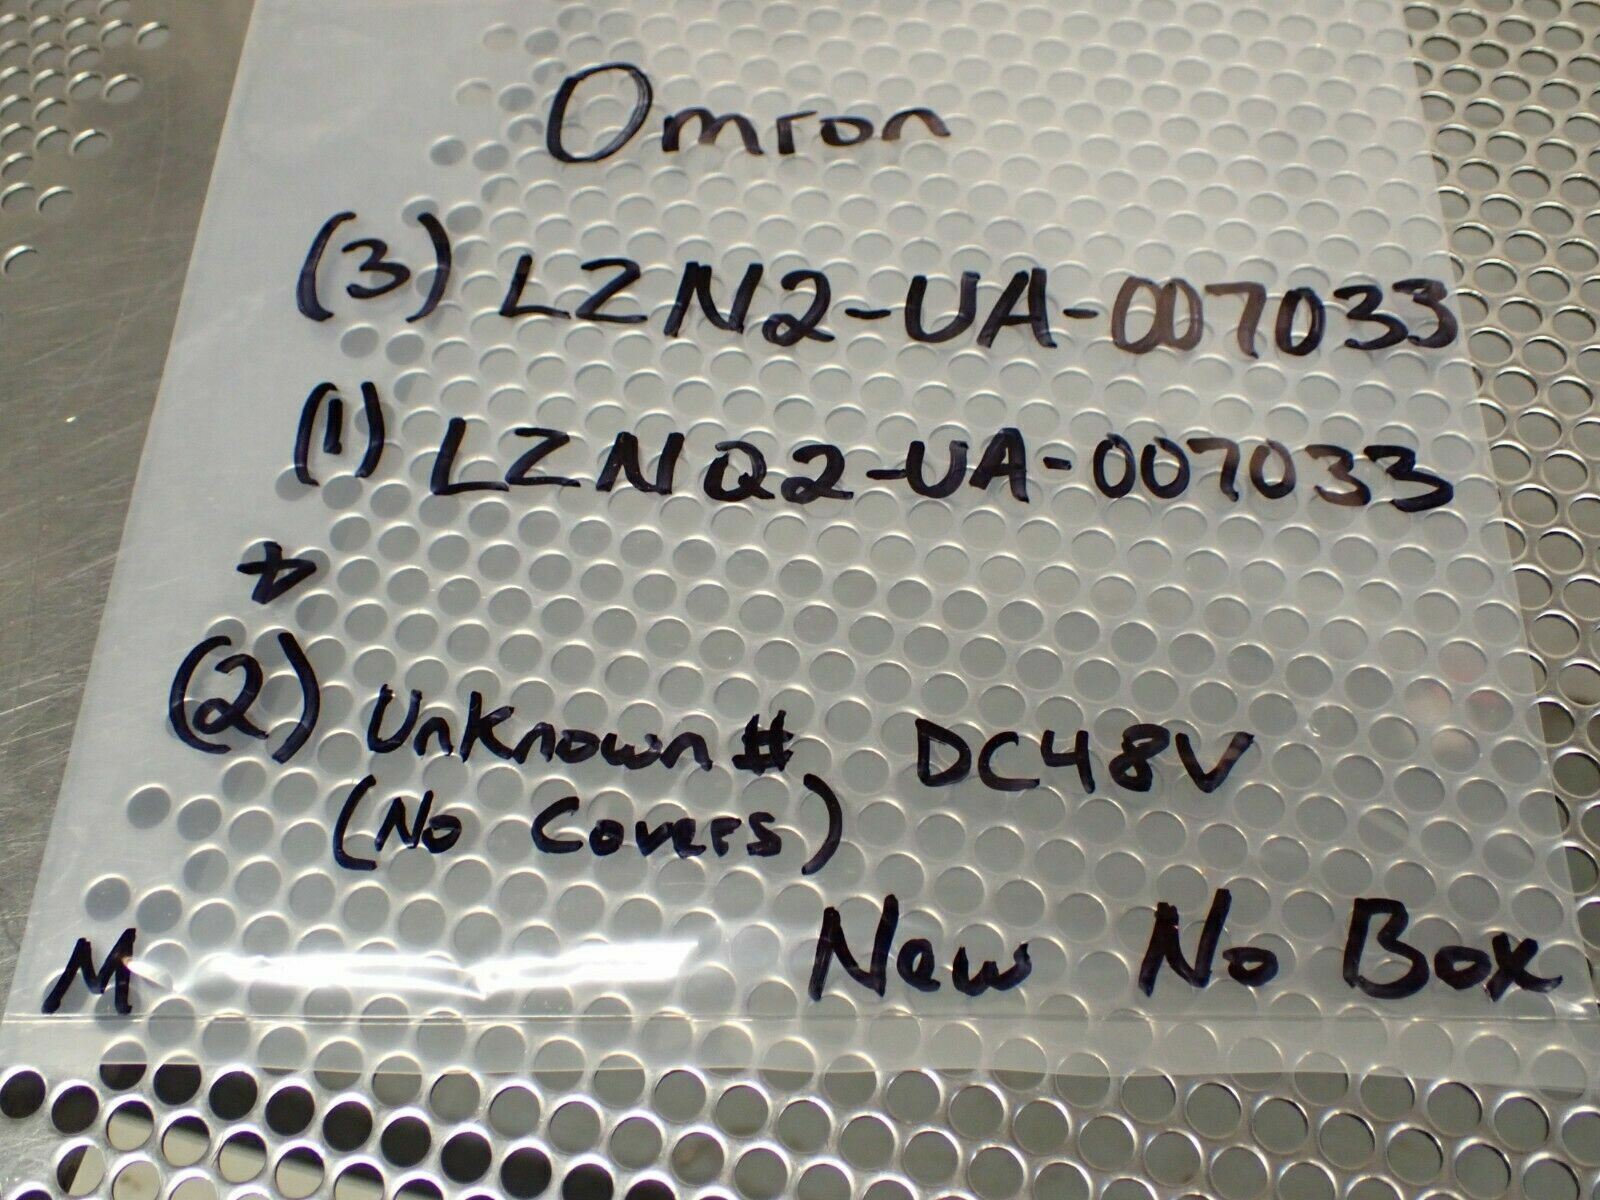 Omron
(3) LZN2-UA-007033
(1) LZNQ2-UA-007033
+
(2) Unknown # DC48V
(No Covers)
M New No Box